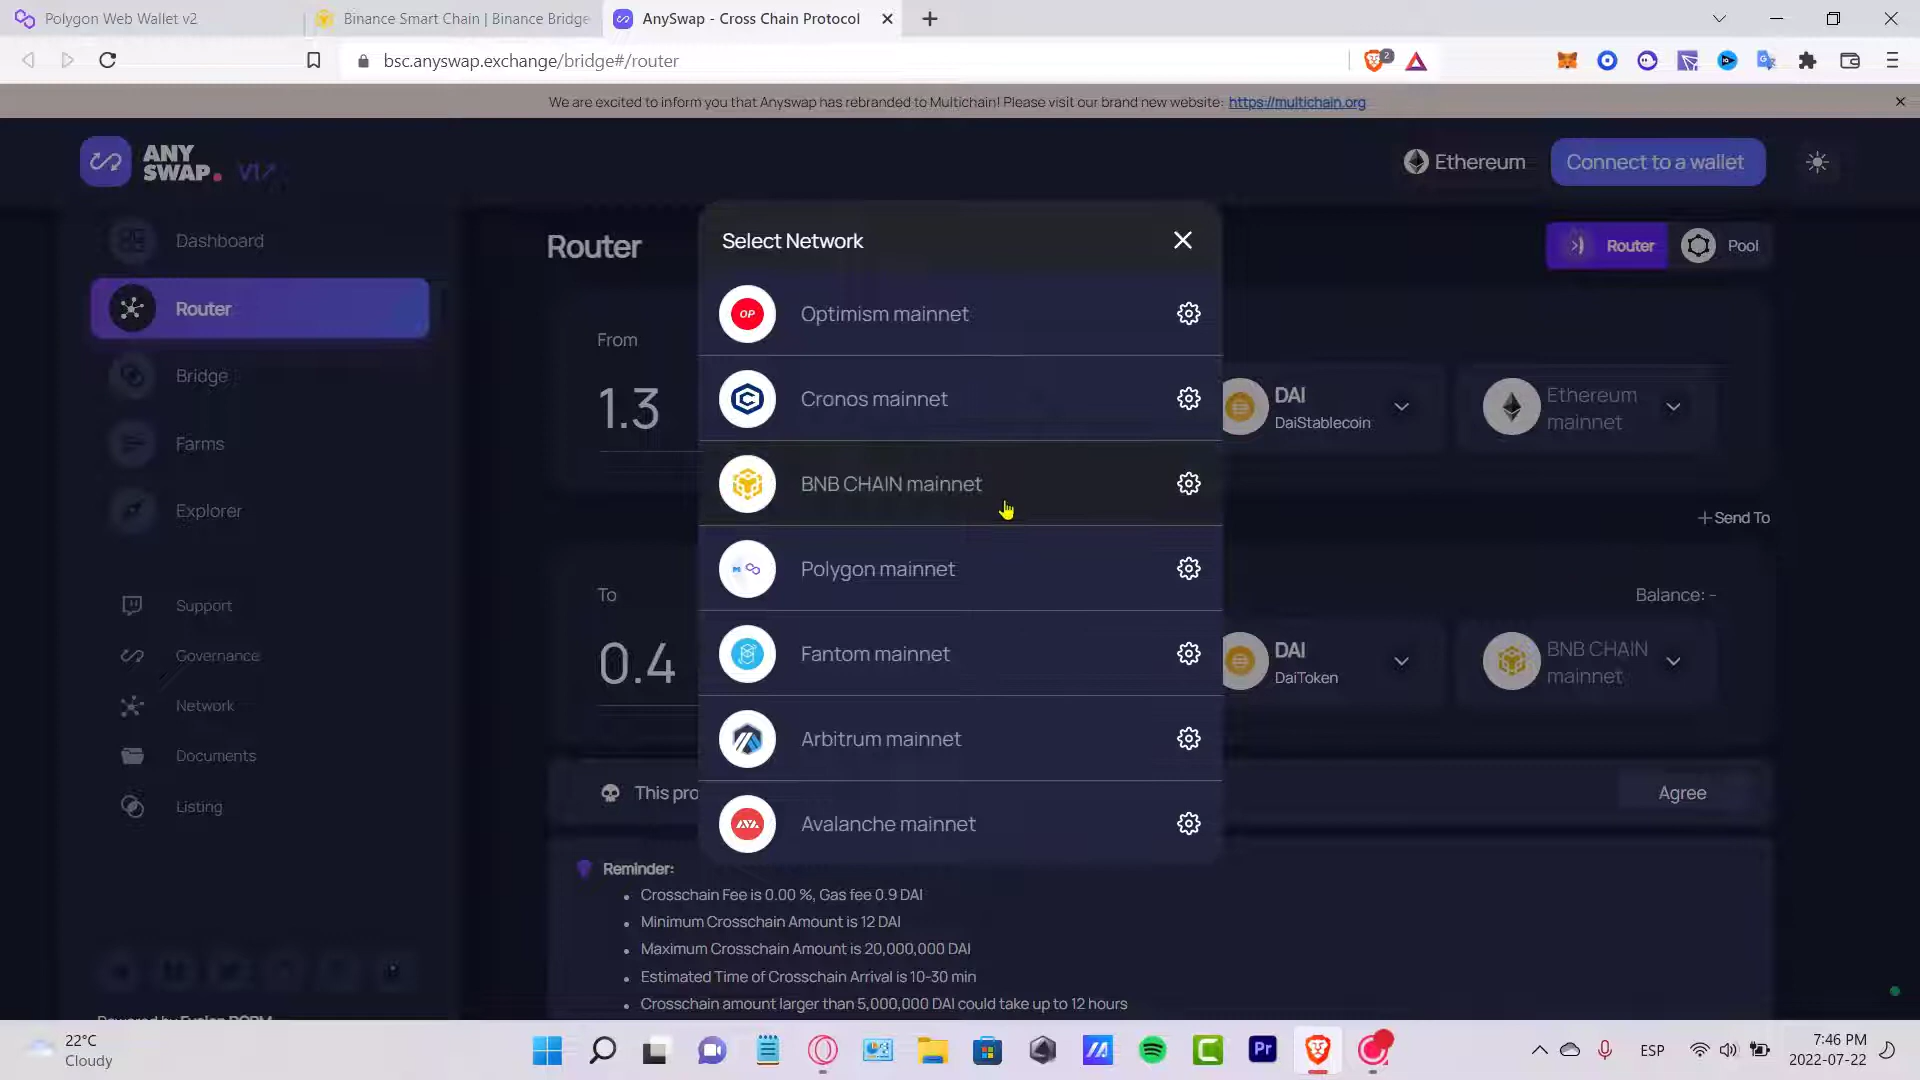 Polygon Web Wallet v2
Binance Smart Chain | Binance Bridge
AnySwap - Cross Chain Protocol
bsc.anyswap.exchange/bridge#/router
2
We are excited to inform you that Anyswap has rebranded to Multichain! Please visit our brand new website: https://multichain.org
ANY
SWAP.
Ethereum
Connect to a wallet
Dashboard
Router
Bridge
Farms
Explorer
Support
Governance
Network
Documents
Listing
Router
Router
Pool
From
1.3
DAI
DaiStablecoin
Ethereum
mainnet
Send To
To
Balance: -
0.4
DAI
DaiToken
BNB CHAIN
mainnet
This pro
Agree
Reminder:
Crosschain Fee is 0.00 %, Gas fee 0.9 DAI
Minimum Crosschain Amount is 12 DAI
Maximum Crosschain Amount is 20,000,000 DAI
Estimated Time of Crosschain Arrival is 10-30 min
Crosschain amount larger than 5,000,000 DAI could take up to 12 hours
Select Network
OP
Optimism mainnet
Cronos mainnet
BNB CHAIN mainnet
Polygon mainnet
Fantom mainnet
Arbitrum mainnet
Avalanche mainnet
22°C
Cloudy
Pr
ESP
7:46 PM
2022-07-22